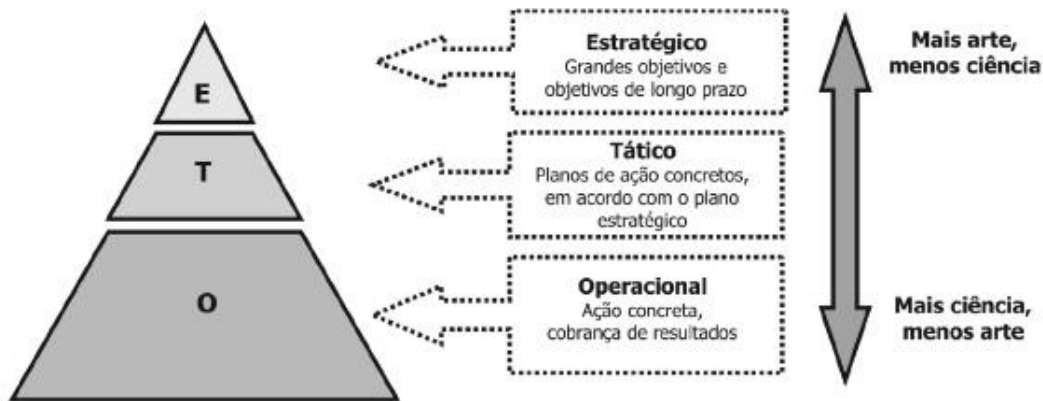 E
Estratégico
Grandes objetivos e
objetivos de longo prazo
Mais arte,
menos ciência
T
Tático
Planos de ação concretos,
em acordo com o plano
estratégico
O
Operacional
Ação concreta,
cobrança de resultados
Mais ciência,
menos arte